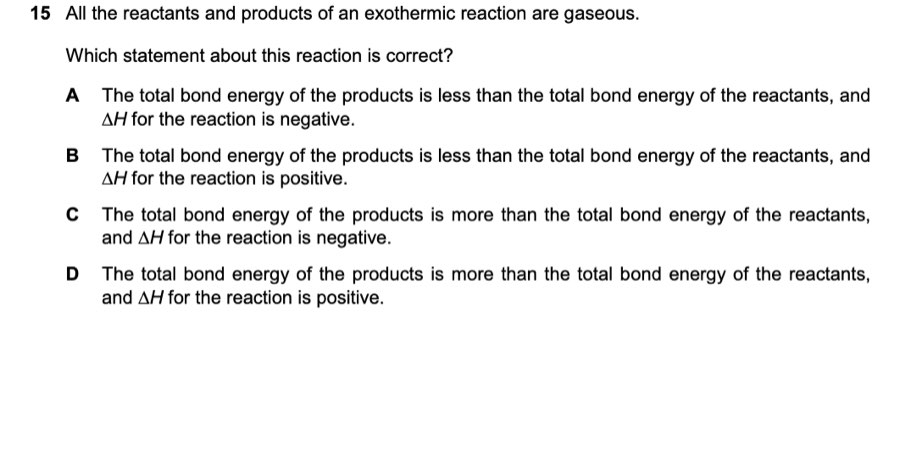 15 All the reactants and products of an exothermic reaction are gaseous.
Which statement about this reaction is correct?
A The total bond energy of the products is less than the total bond energy of the reactants, and
ΔH for the reaction is negative.
B The total bond energy of the products is less than the total bond energy of the reactants, and
ΔH for the reaction is positive.
C The total bond energy of the products is more than the total bond energy of the reactants,
and ΔH for the reaction is negative.
D The total bond energy of the products is more than the total bond energy of the reactants,
and ΔH for the reaction is positive.